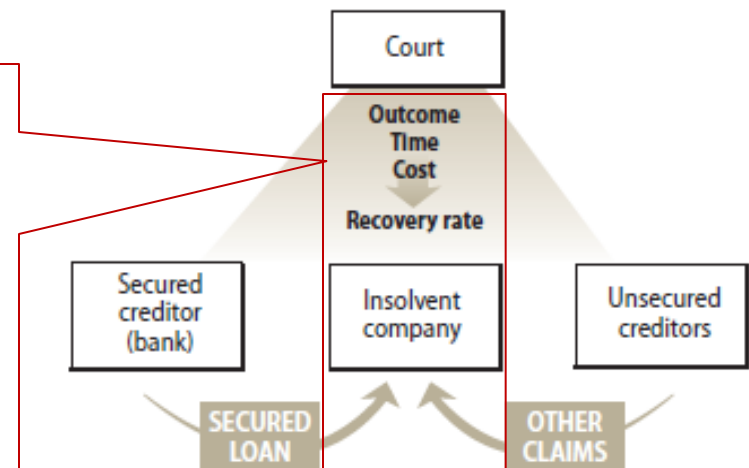 Court
Outcome
Time
Cost
Recovery rate
Secured
creditor
(bank)
Insolvent
company
Unsecured
creditors
SECURED
LOAN
OTHER
CLAIMS